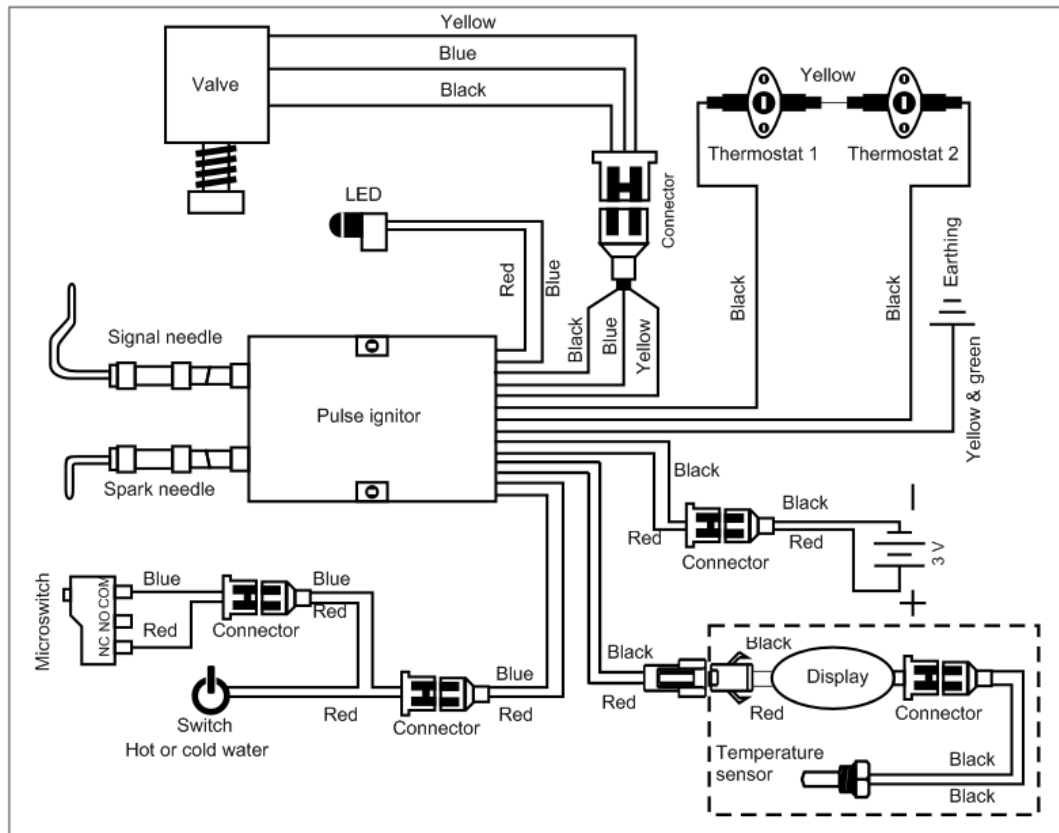 Yellow
Blue
Black
Valve
Yellow
Thermostat 1
Thermostat 2
LED
Connector
Red
Blue
Black
Blue
Yellow
Black
Black
Earthing
Yellow & green
Signal needle
Pulse ignitor
Spark needle
Black
Red
Connector
Black
Red
3 V
Microswitch
NC NO COM
Blue
Red
Connector
Blue
Red
Switch
Hot or cold water
Red
Connector
Blue
Red
Black
Red
Black
Red
Display
Connector
Temperature
sensor
Black
Black